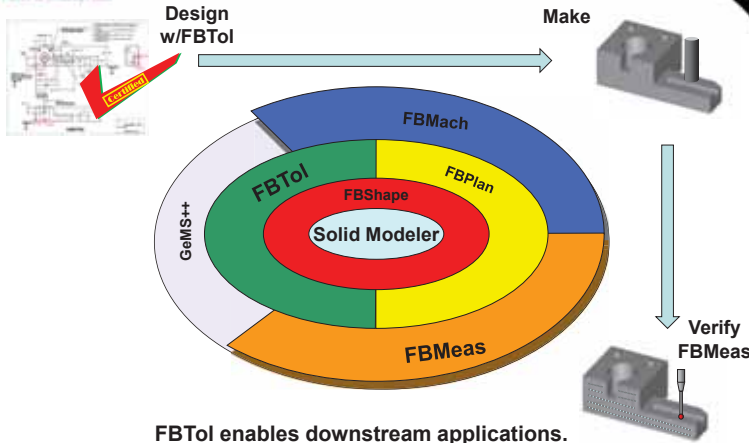 Design
w/FBTol
Make
Certified
FBMach
FBTol
FBPlan
FBShape
GeMS++
Solid Modeler
FBMeas
Verify
FBMeas
FBTol enables downstream applications.